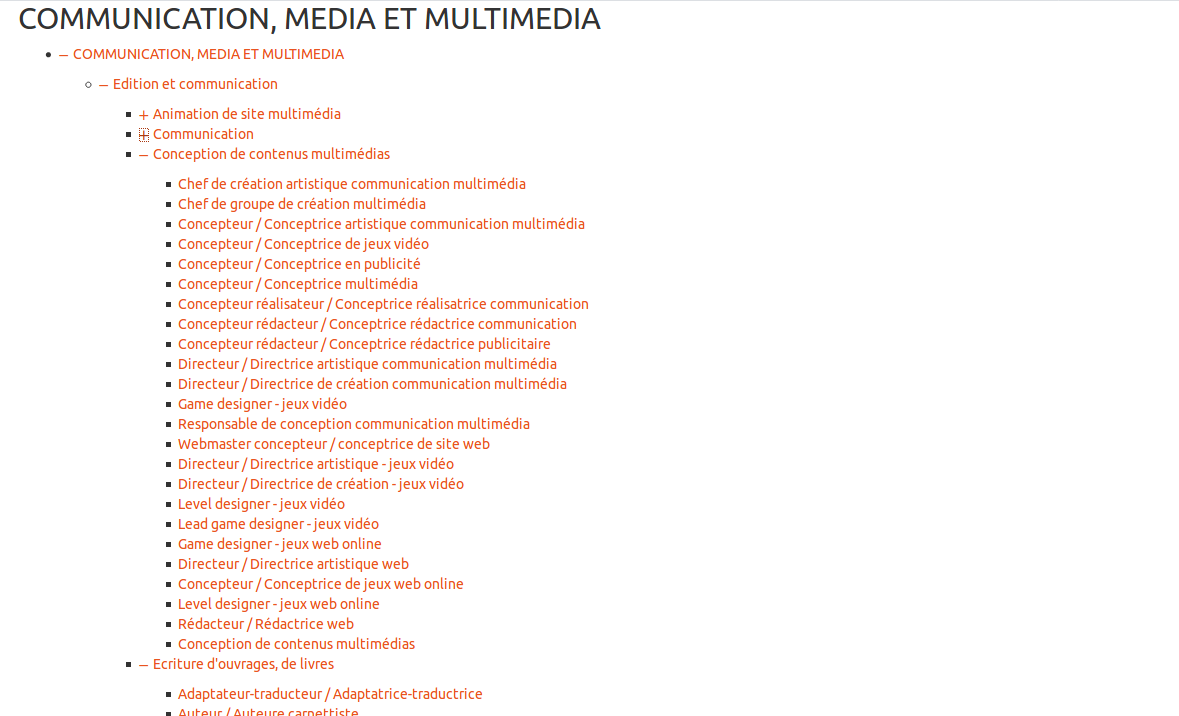 COMMUNICATION, MEDIA ET MULTIMEDIA
– COMMUNICATION, MEDIA ET MULTIMEDIA
– Edition et communication
+ Animation de site multimédia
+ Communication
– Conception de contenus multimédias
Chef de création artistique communication multimédia
Chef de groupe de création multimédia
Concepteur / Conceptrice artistique communication multimédia
Concepteur / Conceptrice de jeux vidéo
Concepteur / Conceptrice en publicité
Concepteur / Conceptrice multimédia
Concepteur réalisateur / Conceptrice réalisatrice communication
Concepteur rédacteur / Conceptrice rédactrice communication
Concepteur rédacteur / Conceptrice rédactrice publicitaire
Directeur / Directrice artistique communication multimédia
Directeur / Directrice de création communication multimédia
Game designer - jeux vidéo
Responsable de conception communication multimédia
Webmaster concepteur / conceptrice de site web
Directeur / Directrice artistique - jeux vidéo
Directeur / Directrice de création - jeux vidéo
Level designer - jeux vidéo
Lead game designer - jeux vidéo
Game designer - jeux web online
Directeur / Directrice artistique web
Concepteur / Conceptrice de jeux web online
Level designer - jeux web online
Rédacteur / Rédactrice web
Conception de contenus multimédias
– Ecriture d'ouvrages, de livres
Adaptateur-traducteur / Adaptatrice-traductrice
Auteur / Auteure carnettiste